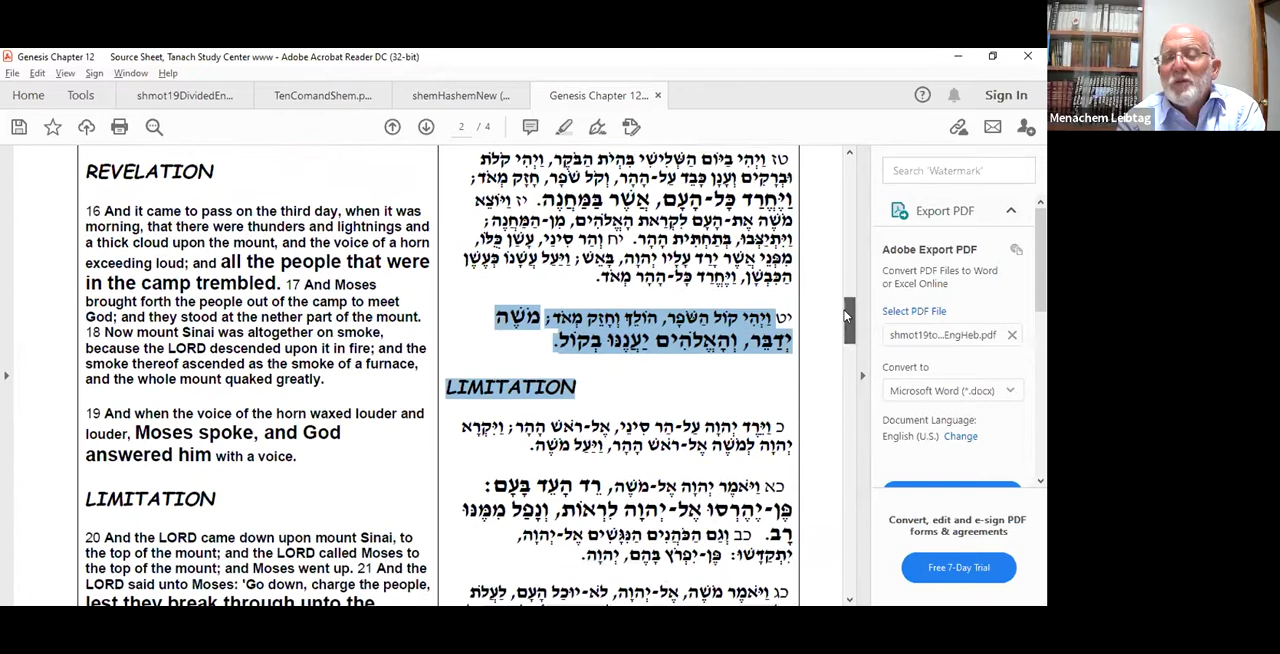 Genesis Chapter 12 Source Sheet, Tanach Study Center www - Adobe Acrobat Reader DC (32-bit)
File Edit View Sign Window Help
Home Tools shmot19DividedEn... TenComandShem.p... shemHashemNew (... Genesis Chapter 12... × Sign In
2 / 4
REVELATION
16 And it came to pass on the third day, when it was
morning, that there were thunders and lightnings and
a thick cloud upon the mount, and the voice of a horn
exceeding loud; and all the people that were
in the camp trembled. 17 And Moses
brought forth the people out of the camp to meet
God; and they stood at the nether part of the mount.
18 Now mount Sinai was altogether on smoke,
because the LORD descended upon it in fire; and the
smoke thereof ascended as the smoke of a furnace,
and the whole mount quaked greatly.
19 And when the voice of the horn waxed louder and
louder, Moses spoke, and God
answered him with a voice.
LIMITATION
20 And the LORD came down upon mount Sinai, to
the top of the mount; and the LORD called Moses to
the top of the mount; and Moses went up. 21 And the
LORD said unto Moses: 'Go down, charge the people,
lest they break through unto the
טז וַיְהִי בַיּוֹם הַשְּׁלִישִׁי בִּהְיֹת הַבֹּקֶר, וַיְהִי קֹלֹת
וּבְרָקִים וְעָנָן כָּבֵד עַל-הָהָר, וְקֹל שֹׁפָר, חָזָק מְאֹד;
וַיֶּחֱרַד כָּל-הָעָם, אֲשֶׁר בַּמַּחֲנֶה. יז וַיּוֹצֵא
מֹשֶׁה אֶת-הָעָם לִקְרַאת הָאֱלֹהִים, מִן-הַמַּחֲנֶה;
וַיִּתְיַצְּבוּ, בְּתַחְתִּית הָהָר. יח וְהַר סִינַי, עָשַׁן כֻּלּוֹ,
מִפְּנֵי אֲשֶׁר יָרַד עָלָיו יְהוָה, בָּאֵשׁ; וַיַּעַל עֲשָׁנוֹ כְּעֶשֶׁן
הַכִּבְשָׁן, וַיֶּחֱרַד כָּל-הָהָר מְאֹד.
יט וַיְהִי קוֹל הַשֹּׁפָר, הוֹלֵךְ וְחָזֵק מְאֹד; מֹשֶׁה
יְדַבֵּר, וְהָאֱלֹהִים יַעֲנֶנּוּ בְקוֹל.
LIMITATION
כ וַיֵּרֶד יְהוָה עַל-הַר סִינַי, אֶל-רֹאשׁ הָהָר; וַיִּקְרָא
יְהוָה לְמֹשֶׁה אֶל-רֹאשׁ הָהָר, וַיַּעַל מֹשֶׁה.
כא וַיֹּאמֶר יְהוָה אֶל-מֹשֶׁה, רֵד הָעֵד בָּעָם:
פֶּן-יֶהֶרְסוּ אֶל-יְהוָה לִרְאוֹת, וְנָפַל מִמֶּנּוּ
רָב. כב וְגַם הַכֹּהֲנִים הַנִּגָּשִׁים אֶל-יְהוָה,
יִתְקַדָּשׁוּ: פֶּן-יִפְרֹץ בָּהֶם, יְהוָה.
כג וַיֹּאמֶר מֹשֶׁה, אֶל-יְהוָה, לֹא-יוּכַל הָעָם, לַעֲלֹת
Search 'Watermark'
Export PDF
Adobe Export PDF
Convert PDF Files to Word
or Excel Online
Select PDF File
shmot19to...EngHeb.pdf
Convert to
Microsoft Word (*.docx)
Document Language:
English (U.S.) Change
Convert, edit and e-sign PDF
forms & agreements
Free 7-Day Trial
Menachem Leibtag